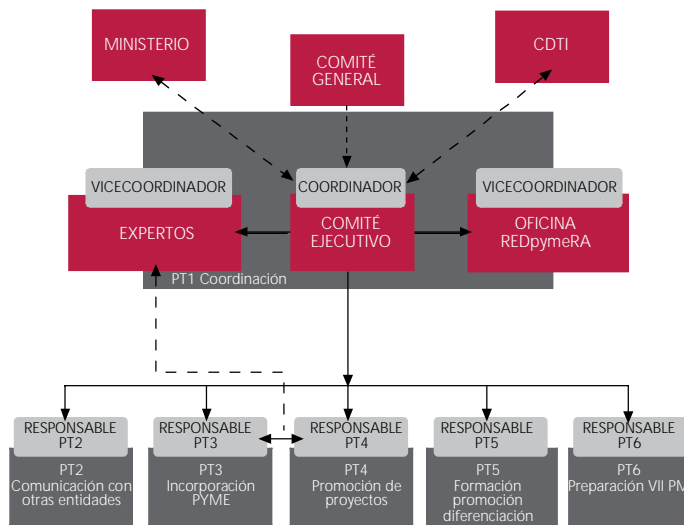 MINISTERIO
COMITÉ
GENERAL
CDTI
VICECOORDINADOR
COORDINADOR
VICECOORDINADOR
EXPERTOS
COMITÉ
EJECUTIVO
OFICINA
REDpymeRA
PT1 Coordinación
RESPONSABLE
PT2
RESPONSABLE
PT3
RESPONSABLE
PT4
RESPONSABLE
PT5
RESPONSABLE
PT6
PT2
Comunicación con
otras entidades
PT3
Incorporación
PYME
PT4
Promoción de
proyectos
PT5
Formación
promoción
diferenciación
PT6
Preparación VII PM